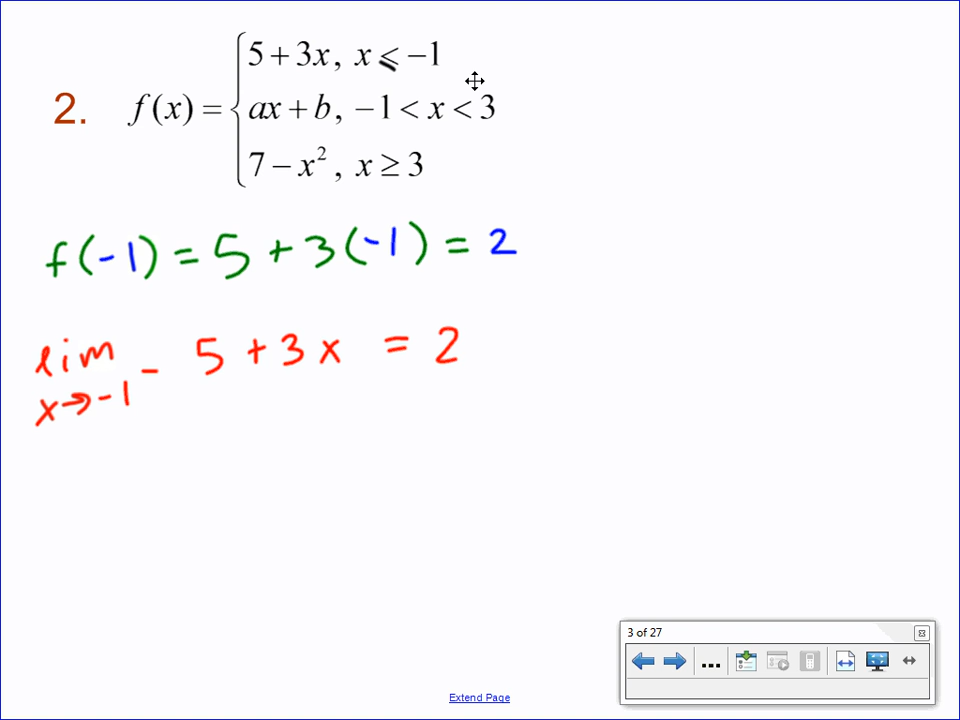 5 + 3x, x ≤ −1
2. f(x) = { ax + b, −1 < x < 3
7 − x², x ≥ 3
f(-1) = 5 + 3(-1) = 2
lim x→-1⁻ 5 + 3x = 2
3 of 27
...
Extend Page